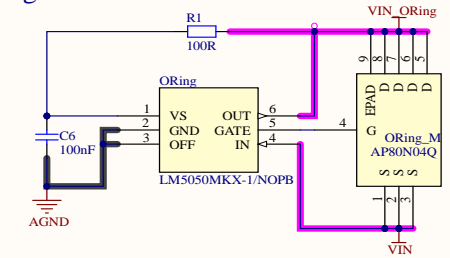 VIN_ORing
R1
100R
9
8
7
6
5
ORing
EPAD
D
D
D
D
1
VS
OUT
6
2
GND
GATE
5
4
G
ORing_M
3
OFF
IN
4
AP80N04Q
C6
100nF
LM5050MKX-1/NOPB
S
S
S
1
2
3
AGND
VIN